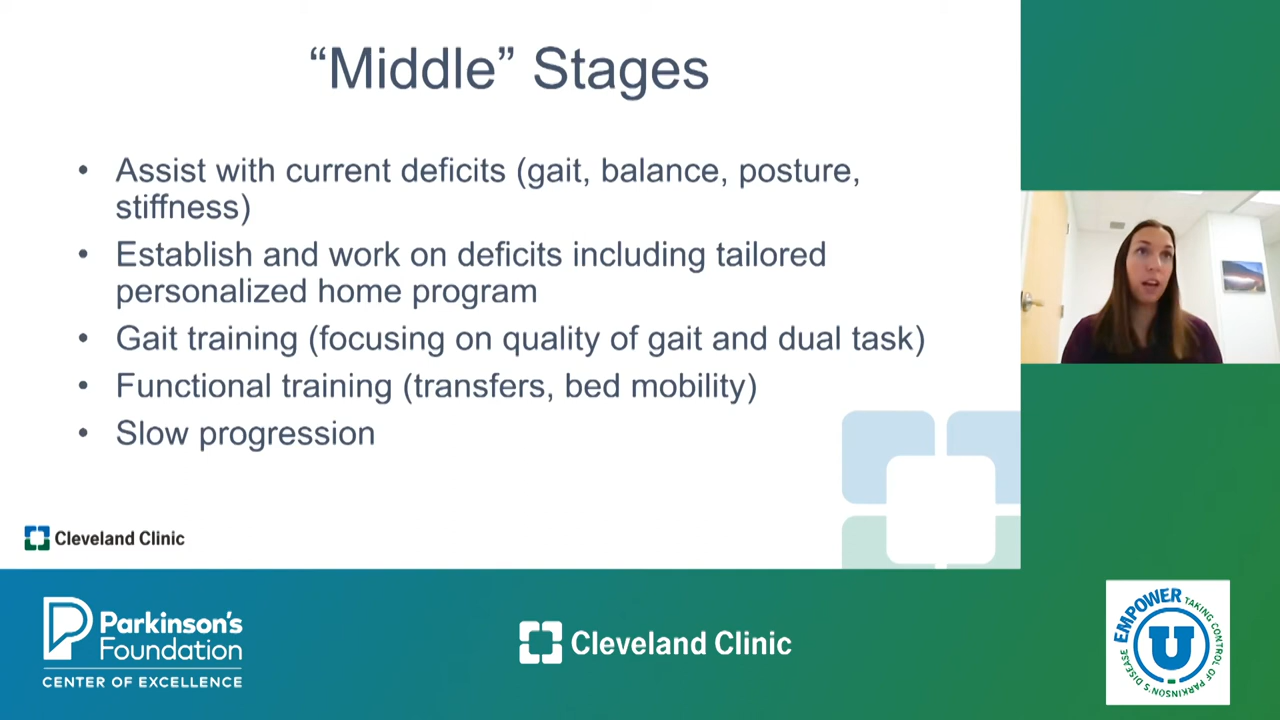 “Middle” Stages
• Assist with current deficits (gait, balance, posture,
stiffness)
• Establish and work on deficits including tailored
personalized home program
• Gait training (focusing on quality of gait and dual task)
• Functional training (transfers, bed mobility)
• Slow progression
Cleveland Clinic
Parkinson's
Foundation
CENTER OF EXCELLENCE
Cleveland Clinic
EMPOWER
U
TAKING CONTROL OF PARKINSON'S DISEASE